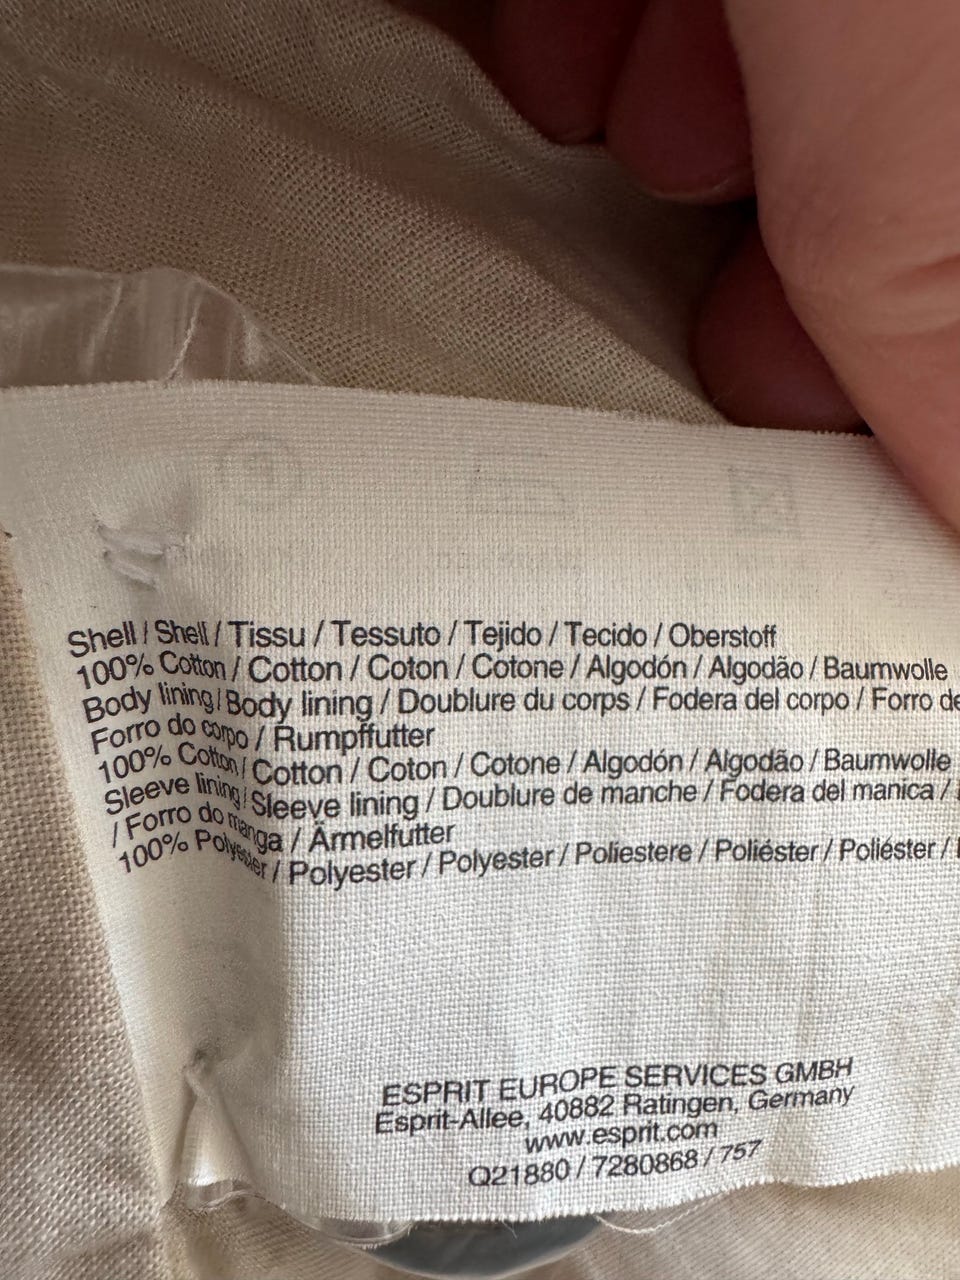 Shell / Shell / Tissu / Tessuto / Tejido / Tecido / Oberstoff
100% Cotton / Cotton / Coton / Cotone / Algodón / Algodão / Baumwolle
Body lining / Body lining / Doublure du corps / Fodera del corpo / Forro de
Forro do corpo / Rumpffutter
100% Cotton / Cotton / Coton / Cotone / Algodón / Algodão / Baumwolle
Sleeve lining / Sleeve lining / Doublure de manche / Fodera del manica /
/ Forro do manga / Ärmelfutter
100% Polyester / Polyester / Polyester / Poliestere / Poliéster / Poliéster /
ESPRIT EUROPE SERVICES GMBH
Esprit-Allee, 40882 Ratingen, Germany
www.esprit.com
Q21880 / 7280868 / 757